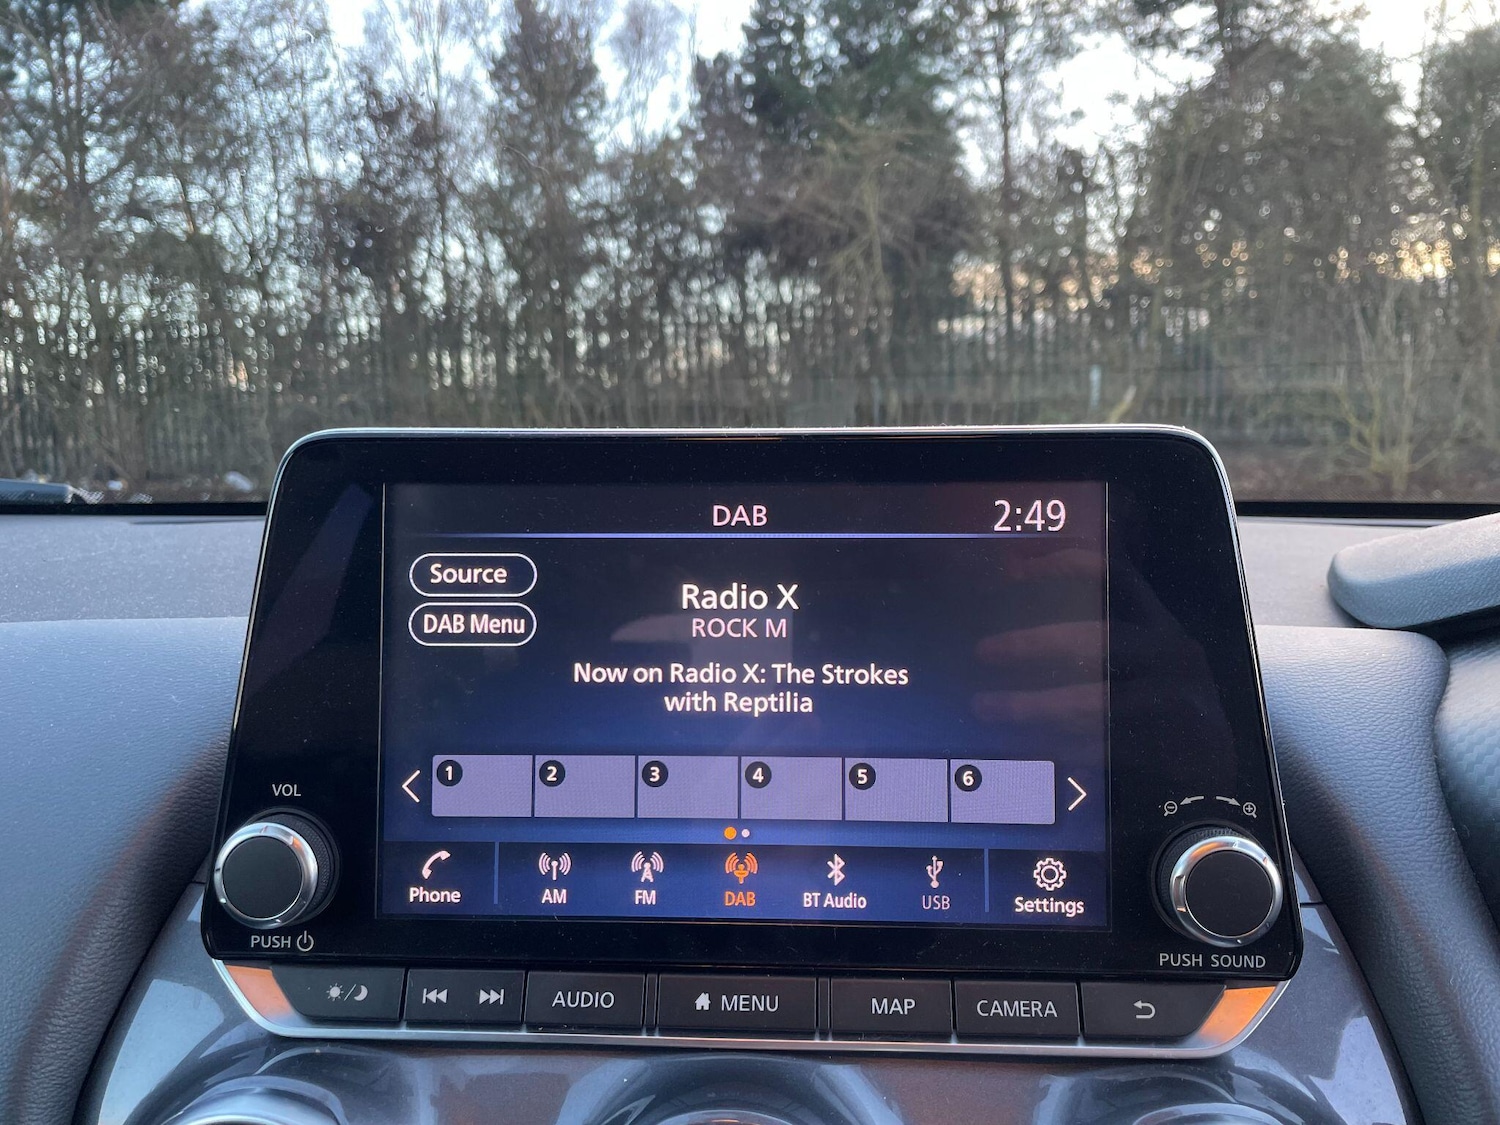 DAB
2:49
Source
DAB Menu
Radio X
ROCK M
Now on Radio X: The Strokes
with Reptilia
1 2 3 4 5 6
Phone
AM
FM
DAB
BT Audio
USB
Settings
VOL
PUSH
PUSH SOUND
AUDIO
MENU
MAP
CAMERA